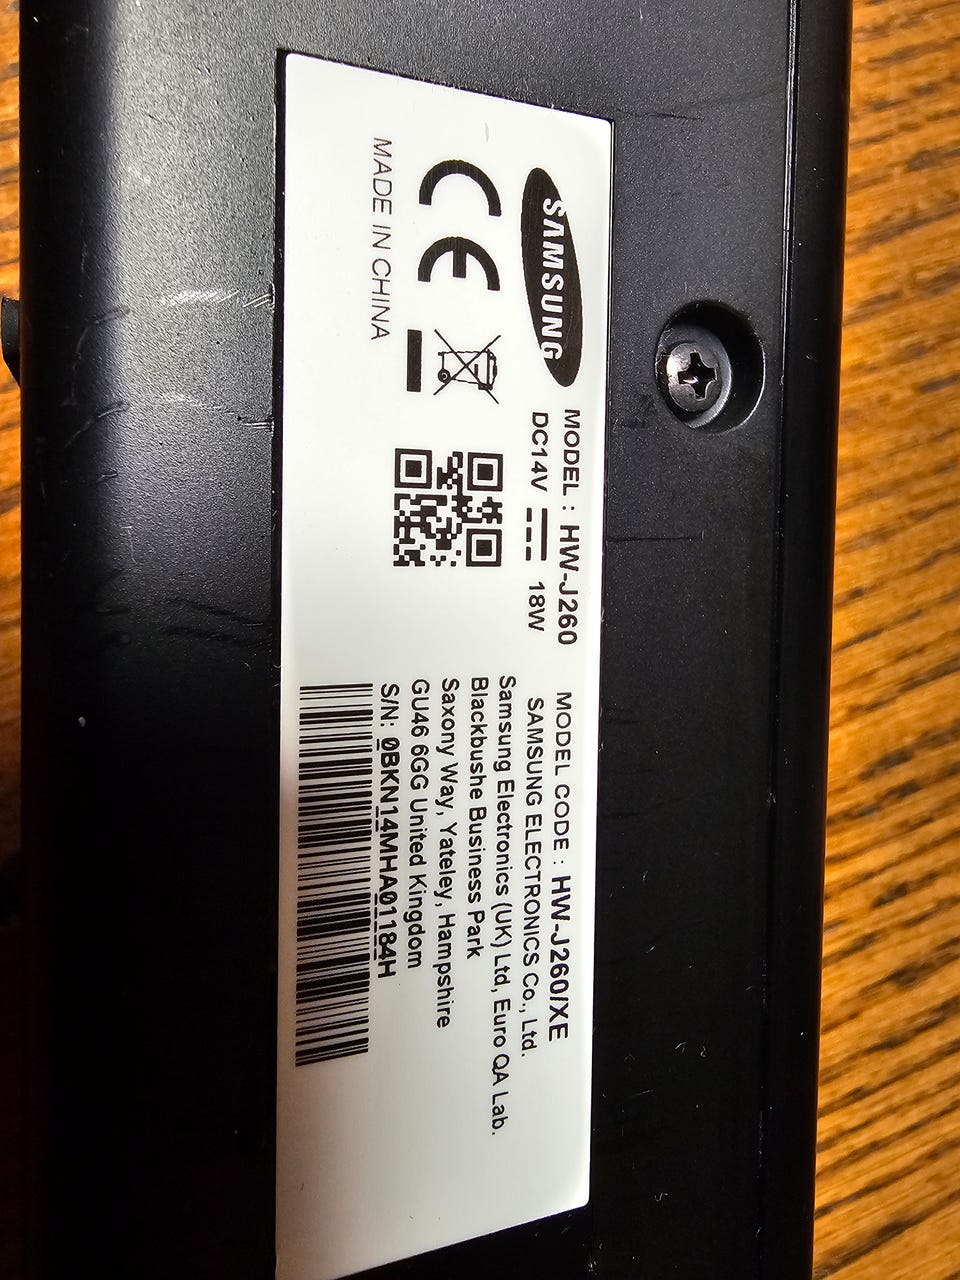 SAMSUNG
MODEL : HW-J260
DC14V 18W
MADE IN CHINA
MODEL CODE : HW-J260/XE
SAMSUNG ELECTRONICS Co., Ltd.
Samsung Electronics (UK) Ltd, Euro QA Lab.
Blackbushe Business Park
Saxony Way, Yateley, Hampshire
GU46 6GG United Kingdom
S/N: 0BKN14MHA01184H